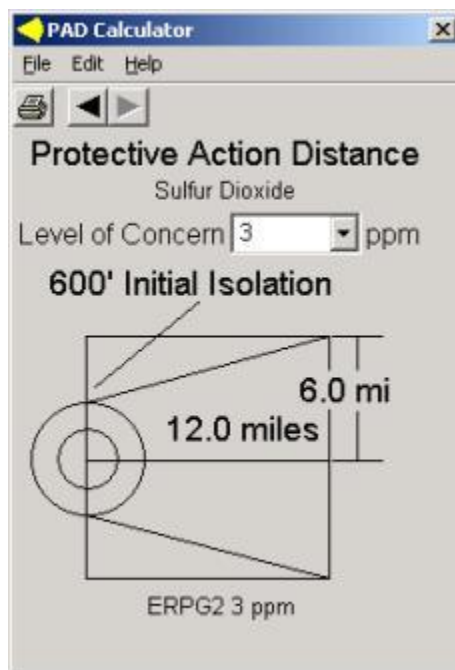 PAD Calculator
File Edit Help
Protective Action Distance
Sulfur Dioxide
Level of Concern 3 ppm
600' Initial Isolation
6.0 mi
12.0 miles
ERPG2 3 ppm